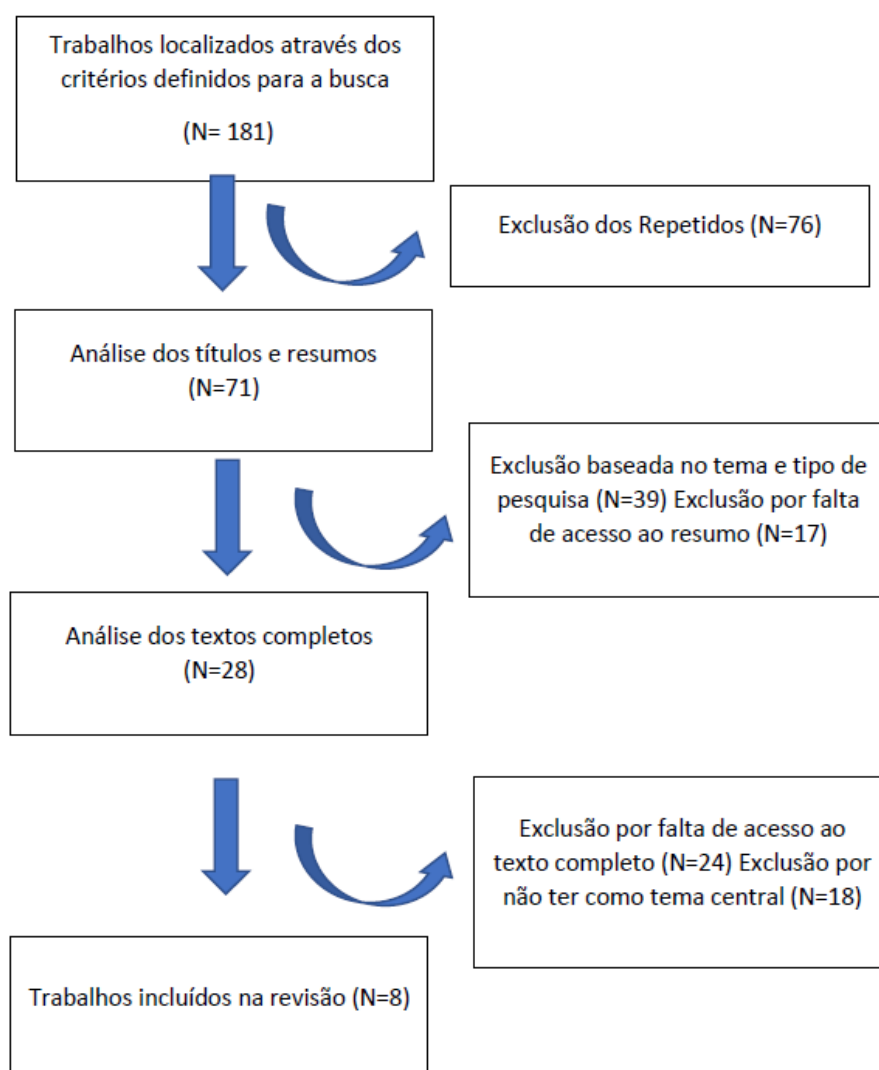 Trabalhos localizados através dos
critérios definidos para a busca
(N= 181)
Exclusão dos Repetidos (N=76)
Análise dos títulos e resumos
(N=71)
Exclusão baseada no tema e tipo de
pesquisa (N=39) Exclusão por falta
de acesso ao resumo (N=17)
Análise dos textos completos
(N=28)
Exclusão por falta de acesso ao
texto completo (N=24) Exclusão por
não ter como tema central (N=18)
Trabalhos incluídos na revisão (N=8)